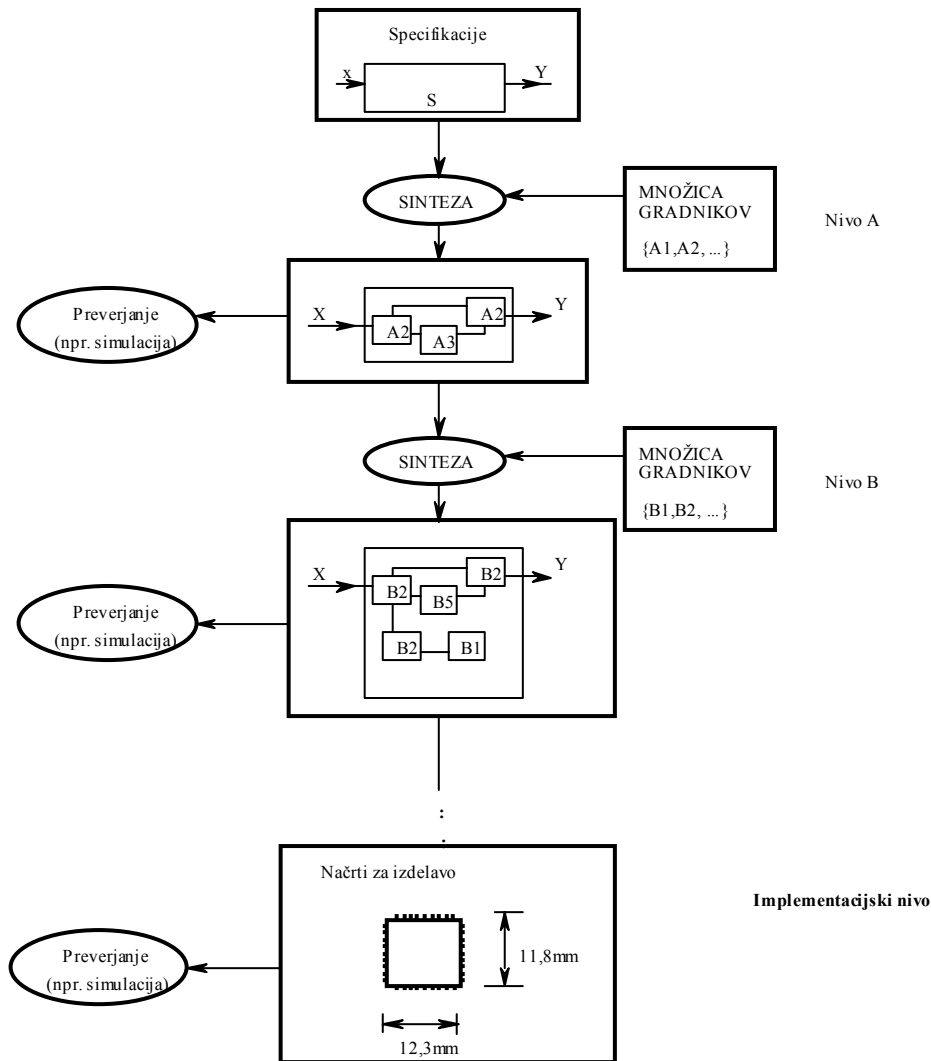 Specifikacije
x
Y
S
SINTEZA
MNOŽICA
GRADNIKOV
{A1,A2, ...}
Nivo A
Preverjanje
(npr. simulacija)
X
A2
A3
A2
Y
SINTEZA
MNOŽICA
GRADNIKOV
{B1,B2, ...}
Nivo B
Preverjanje
(npr. simulacija)
X
B2
B5
B2
Y
B2
B1
Načrti za izdelavo
Implementacijski nivo
Preverjanje
(npr. simulacija)
11,8mm
12,3mm